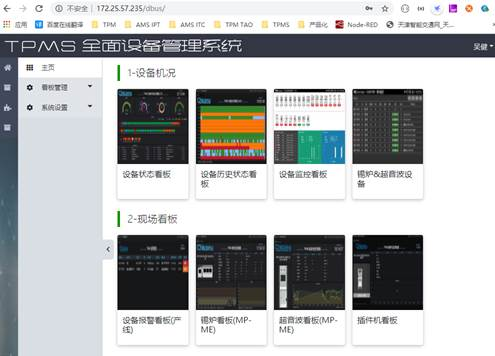 不安全 | 172.25.57.235/dbus/
应用 百度在线翻译 TPM AMS IPT AMS ITC TPM TAO TPMS 产品化 Node-RED 天津智能交通网_天...
TPMS 全面设备管理系统 吴健
主页
看板管理
系统设置
1-设备机况
设备状态看板
设备历史状态看
板
设备监控看板
锡炉&超音波设
备
2-现场看板
设备报警看板(产
线)
锡炉看板(MP-
ME)
超音波看板(MP-
ME)
插件机看板